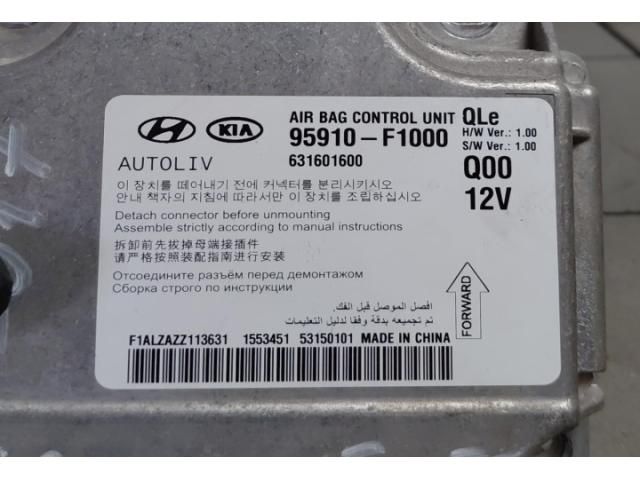 KIA
AIR BAG CONTROL UNIT
95910-F1000
631601600
QLe
H/W Ver.: 1.00
S/W Ver.: 1.00
Q00
12V
AUTOLIV
이 장치를 떼어내기 전에 커넥터를 분리시키시오
안내 책자의 지침에 따라서만 이 장치를 조립하십시오
Detach connector before unmounting
Assemble strictly according to manual instructions
拆卸前先拔掉母端接插件
请严格按照装配指南进行安装
Отсоедините разъём перед демонтажом
Сборка строго по инструкции
افصل الموصل قبل الفك.
تم تجميعه بدقة وفقا لدليل التعليمات
FORWARD
F1ALZAZZ113631 1553451 53150101 MADE IN CHINA